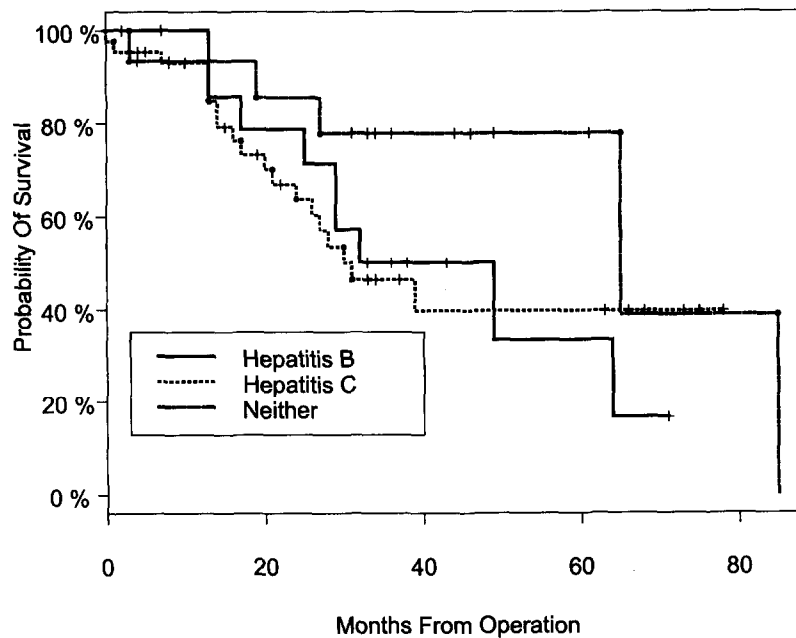 Probability Of Survival
100 %
80 %
60 %
40 %
20 %
0 %
Hepatitis B
Hepatitis C
Neither
0
20
40
60
80
Months From Operation